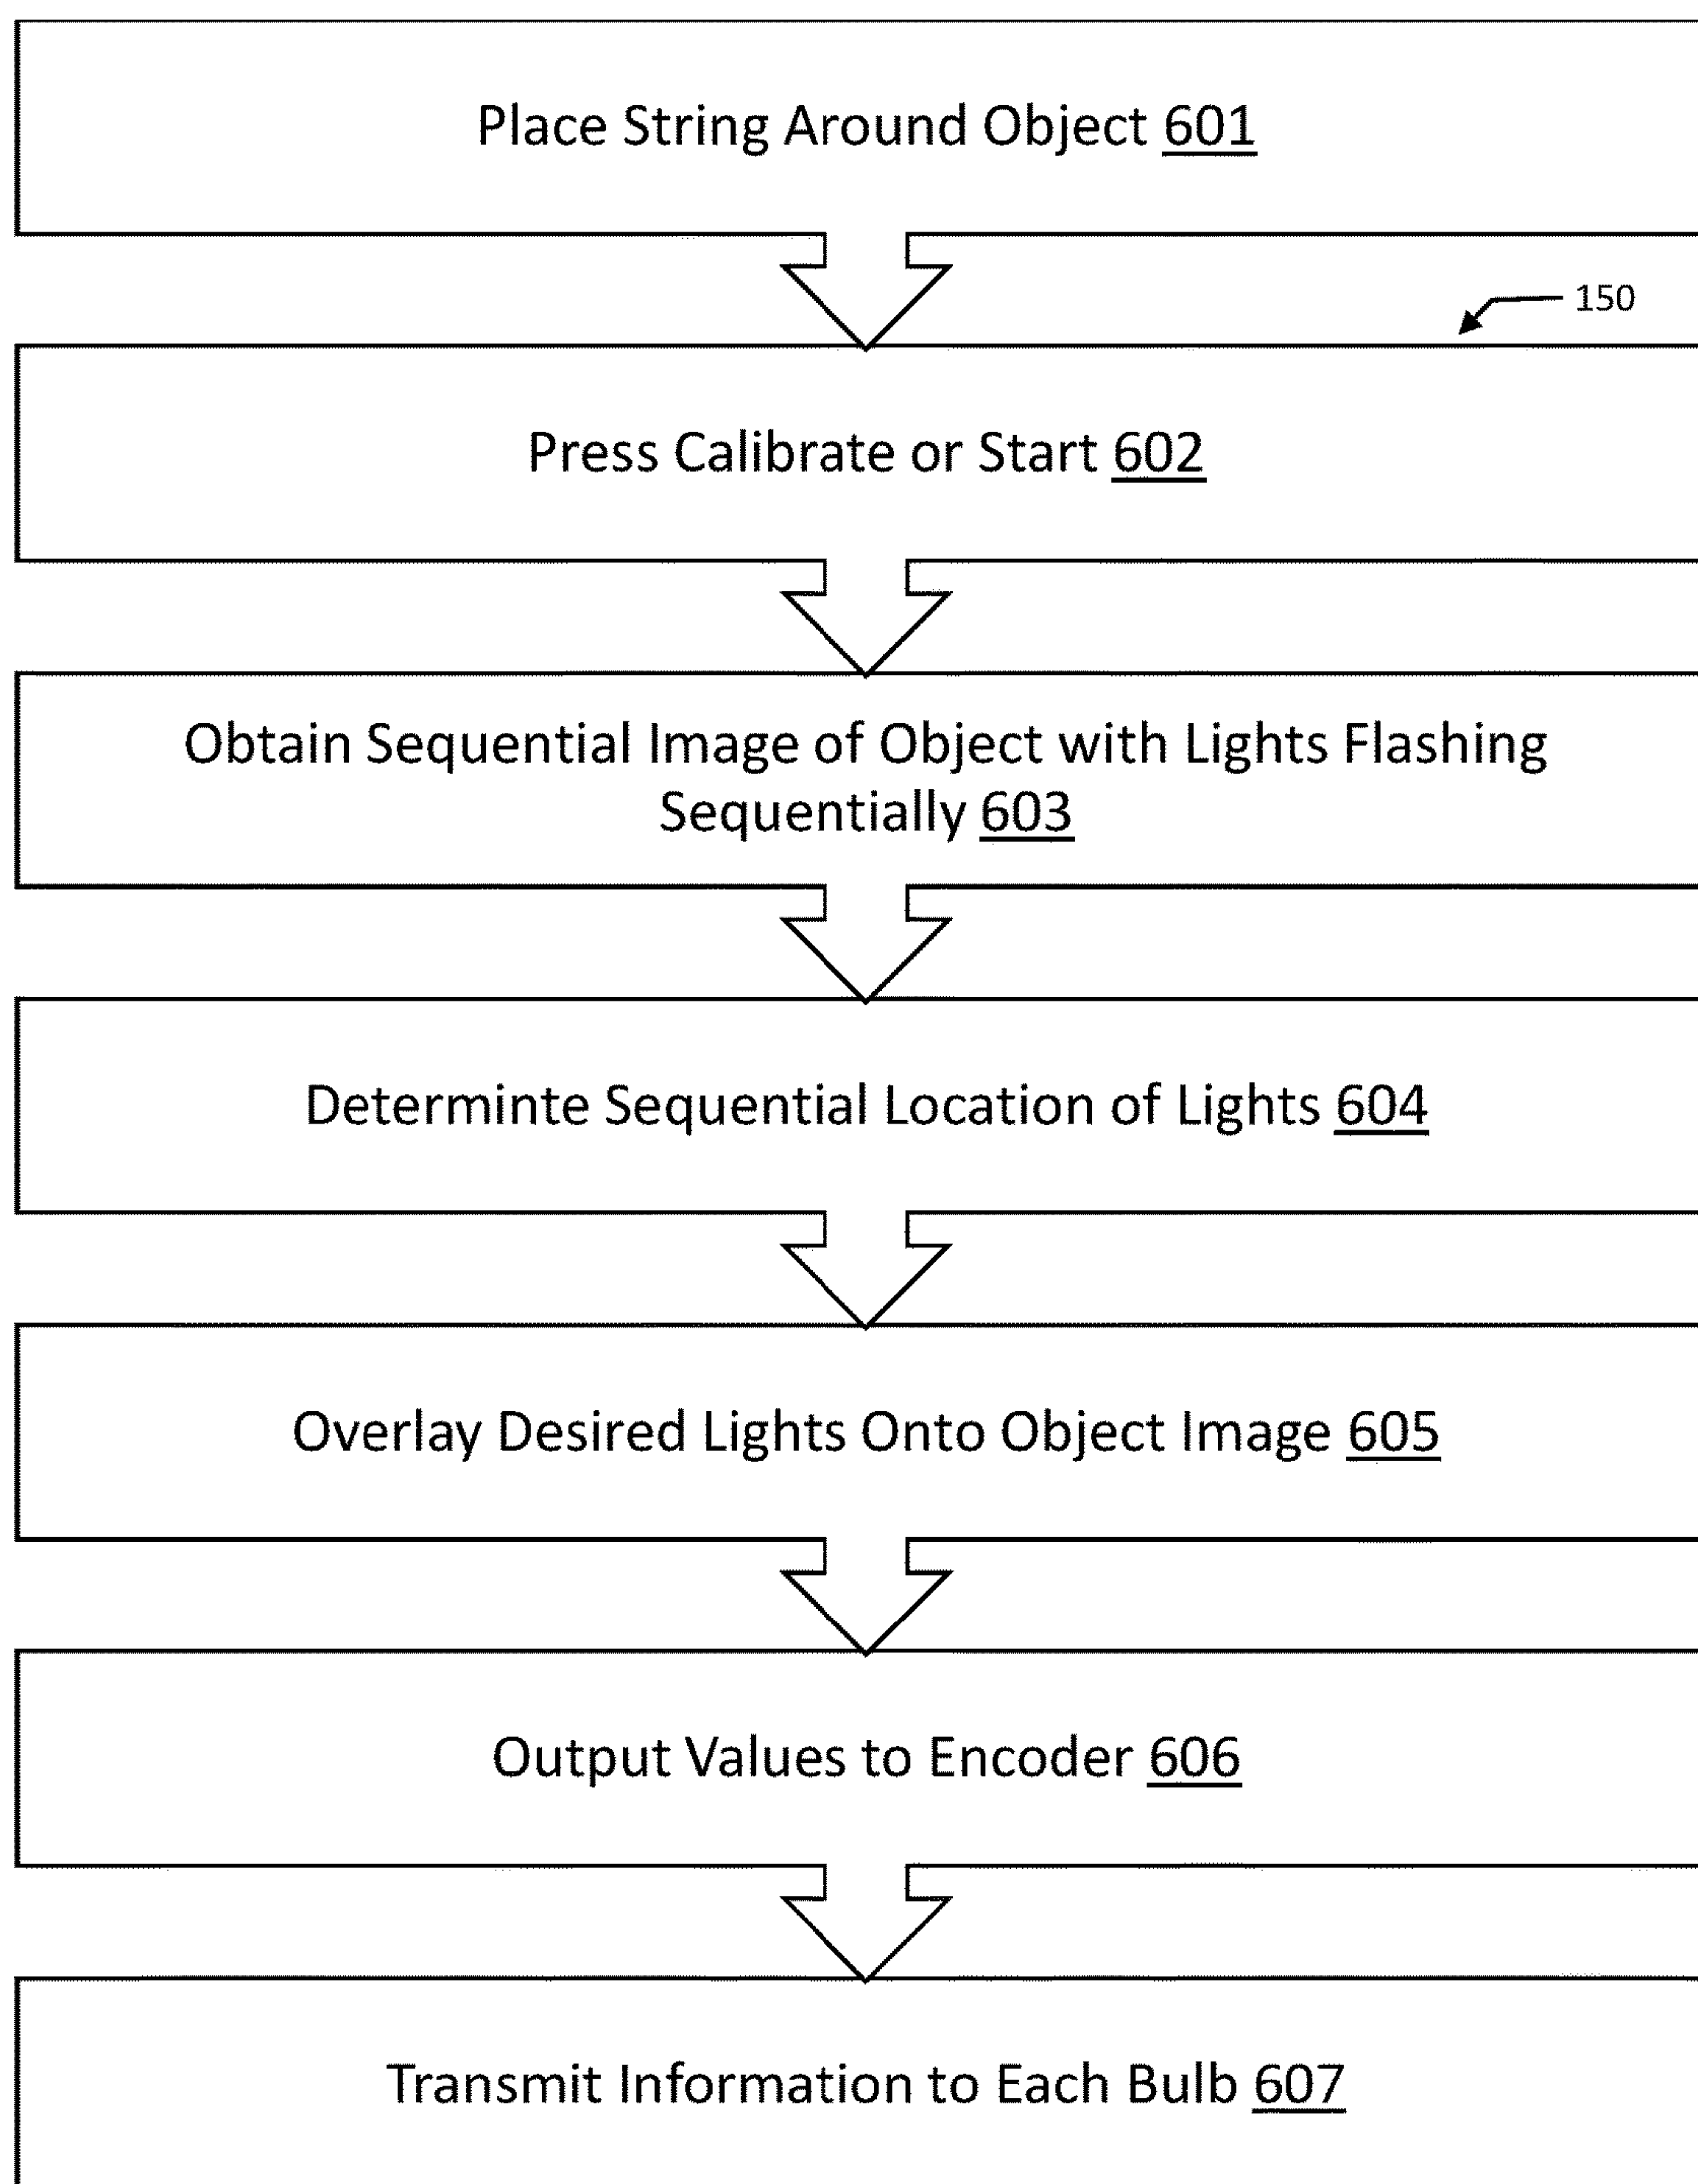 Place String Around Object 601
150
Press Calibrate or Start 602
Obtain Sequential Image of Object with Lights Flashing
Sequentially 603
Determinte Sequential Location of Lights 604
Overlay Desired Lights Onto Object Image 605
Output Values to Encoder 606
Transmit Information to Each Bulb 607